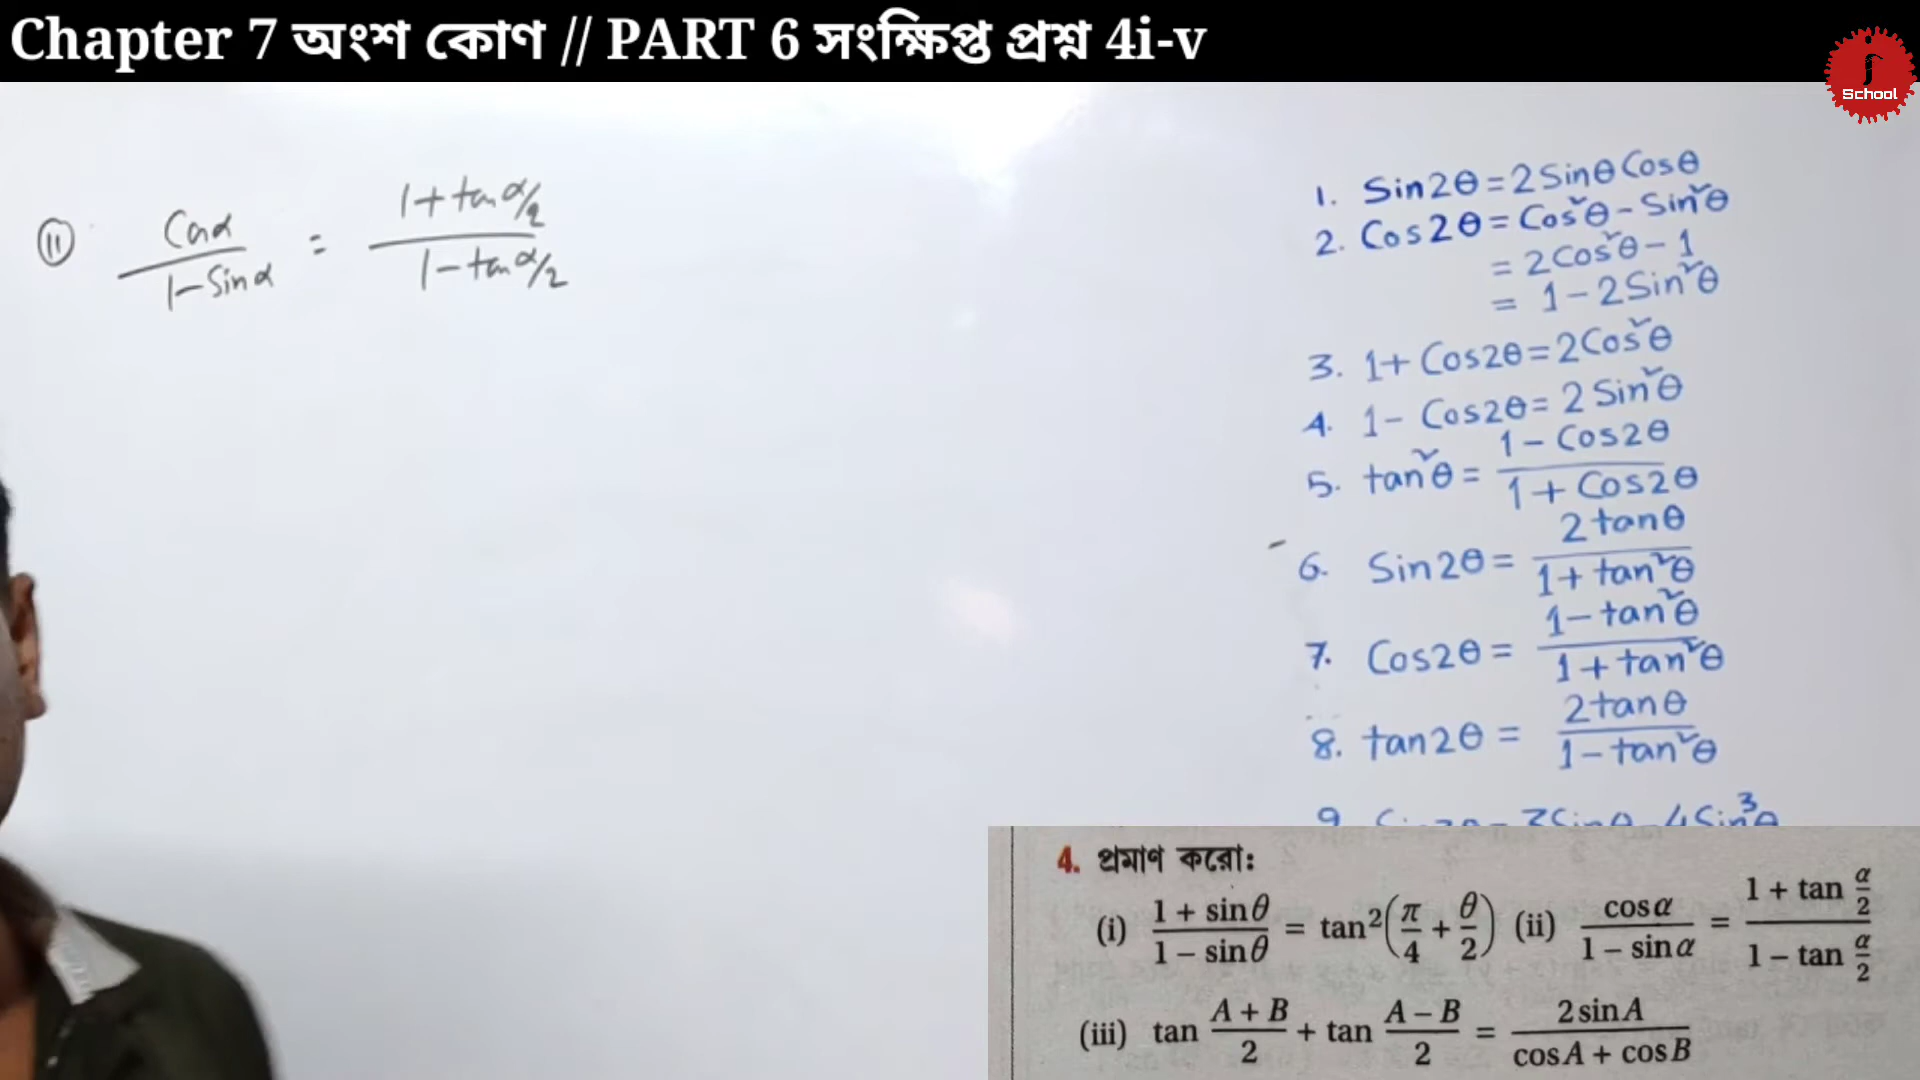 Chapter 7 অংশ কোণ // PART 6 সংক্ষিপ্ত প্রশ্ন 4i-v
School
(ii) Cosα / 1-Sinα = 1+tanα/2 / 1-tanα/2
1. Sin2θ=2SinθCosθ
2. Cos2θ=Cos²θ-Sin²θ
= 2Cos²θ-1
= 1-2Sin²θ
3. 1+Cos2θ=2Cos²θ
4. 1-Cos2θ=2Sin²θ
5. tan²θ = 1-Cos2θ / 1+Cos2θ
6. Sin2θ = 2tanθ / 1+tan²θ
7. Cos2θ = 1-tan²θ / 1+tan²θ
8. tan2θ = 2tanθ / 1-tan²θ
4. প্রমাণ করো:
(i) 1 + sinθ / 1 − sinθ = tan²(π/4 + θ/2) (ii) cosα / 1 − sinα = 1 + tan α/2 / 1 − tan α/2
(iii) tan A + B / 2 + tan A − B / 2 = 2 sinA / cosA + cosB